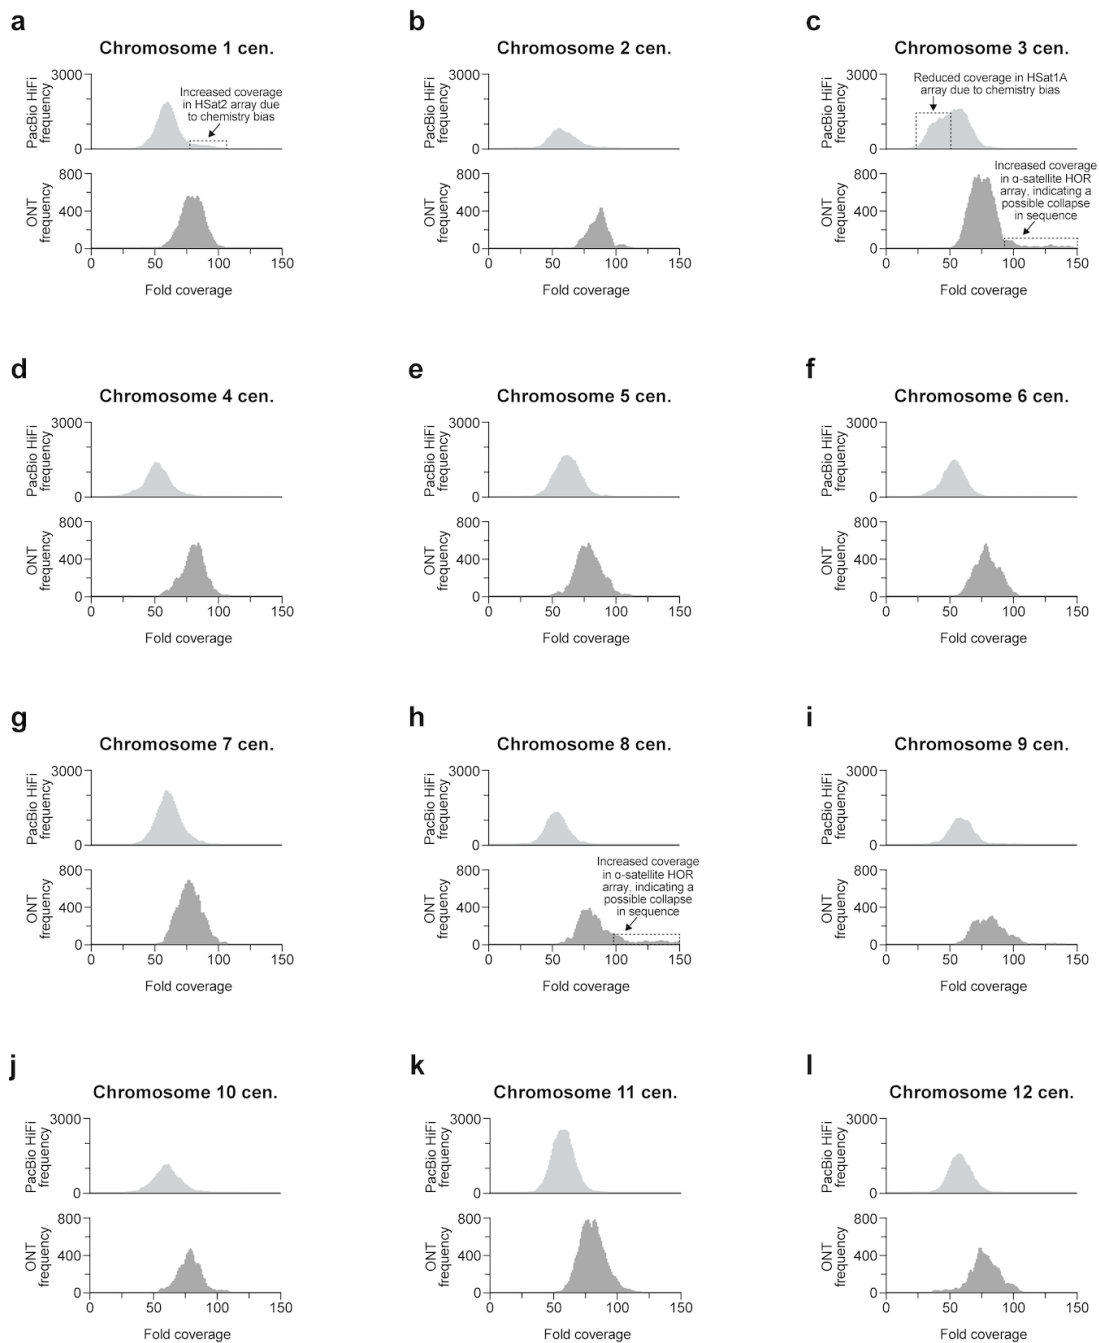 a
Chromosome 1 cen.
PacBio HiFi
frequency
3000
0
Increased coverage
in HSat2 array due
to chemistry bias
ONT
frequency
800
400
0
0 50 100 150
Fold coverage
b
Chromosome 2 cen.
PacBio HiFi
frequency
3000
0
ONT
frequency
800
400
0
0 50 100 150
Fold coverage
c
Chromosome 3 cen.
PacBio HiFi
frequency
3000
0
Reduced coverage in HSat1A
array due to chemistry bias
ONT
frequency
800
400
0
Increased coverage
in α-satellite HOR
array, indicating a
possible collapse
in sequence
0 50 100 150
Fold coverage
d
Chromosome 4 cen.
PacBio HiFi
frequency
3000
0
ONT
frequency
800
400
0
0 50 100 150
Fold coverage
e
Chromosome 5 cen.
PacBio HiFi
frequency
3000
0
ONT
frequency
800
400
0
0 50 100 150
Fold coverage
f
Chromosome 6 cen.
PacBio HiFi
frequency
3000
0
ONT
frequency
800
400
0
0 50 100 150
Fold coverage
g
Chromosome 7 cen.
PacBio HiFi
frequency
3000
0
ONT
frequency
800
400
0
0 50 100 150
Fold coverage
h
Chromosome 8 cen.
PacBio HiFi
frequency
3000
0
ONT
frequency
800
400
0
Increased coverage
in α-satellite HOR
array, indicating a
possible collapse
in sequence
0 50 100 150
Fold coverage
i
Chromosome 9 cen.
PacBio HiFi
frequency
3000
0
ONT
frequency
800
400
0
0 50 100 150
Fold coverage
j
Chromosome 10 cen.
PacBio HiFi
frequency
3000
0
ONT
frequency
800
400
0
0 50 100 150
Fold coverage
k
Chromosome 11 cen.
PacBio HiFi
frequency
3000
0
ONT
frequency
800
400
0
0 50 100 150
Fold coverage
l
Chromosome 12 cen.
PacBio HiFi
frequency
3000
0
ONT
frequency
800
400
0
0 50 100 150
Fold coverage